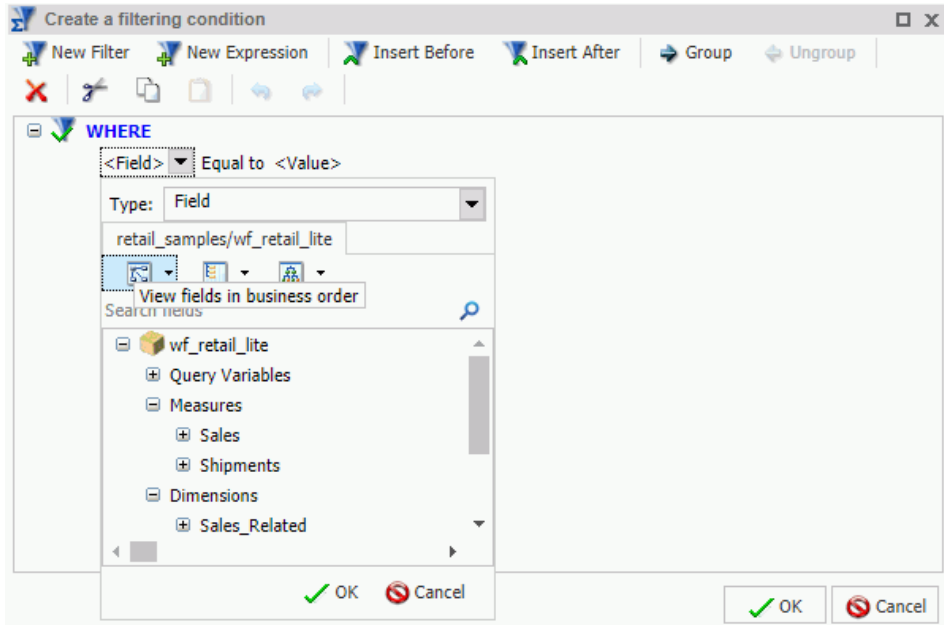 Create a filtering condition
New Filter New Expression Insert Before Insert After Group Ungroup
WHERE
<Field> Equal to <Value>
Type: Field
retail_samples/wf_retail_lite
View fields in business order
Search fields
wf_retail_lite
Query Variables
Measures
Sales
Shipments
Dimensions
Sales_Related
OK Cancel
OK Cancel